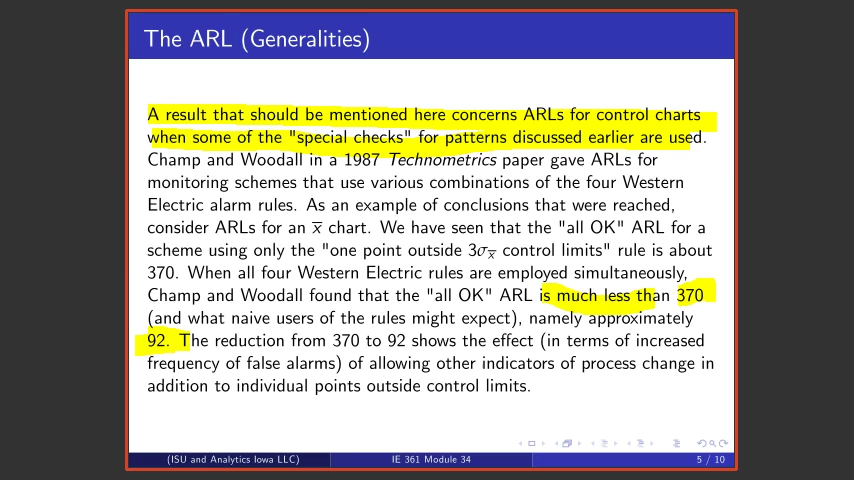 The ARL (Generalities)
A result that should be mentioned here concerns ARLs for control charts
when some of the "special checks" for patterns discussed earlier are used.
Champ and Woodall in a 1987 Technometrics paper gave ARLs for
monitoring schemes that use various combinations of the four Western
Electric alarm rules. As an example of conclusions that were reached,
consider ARLs for an x̅ chart. We have seen that the "all OK" ARL for a
scheme using only the "one point outside 3σx̅ control limits" rule is about
370. When all four Western Electric rules are employed simultaneously,
Champ and Woodall found that the "all OK" ARL is much less than 370
(and what naive users of the rules might expect), namely approximately
92. The reduction from 370 to 92 shows the effect (in terms of increased
frequency of false alarms) of allowing other indicators of process change in
addition to individual points outside control limits.
(ISU and Analytics Iowa LLC) IE 361 Module 34 5 / 10